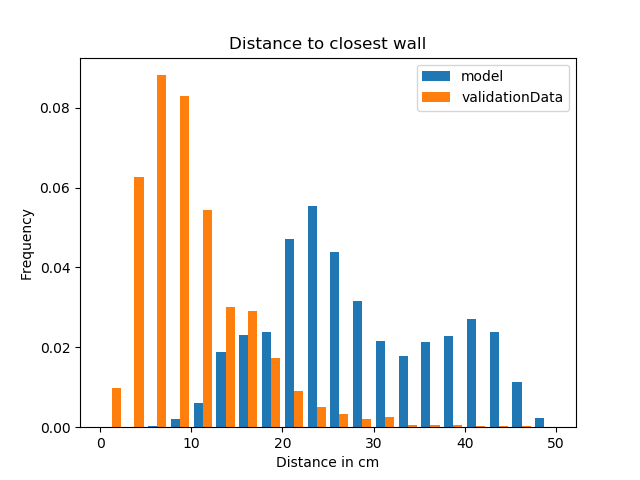 Distance to closest wall
model
validationData
Frequency
0.08
0.06
0.04
0.02
0.00
0 10 20 30 40 50
Distance in cm